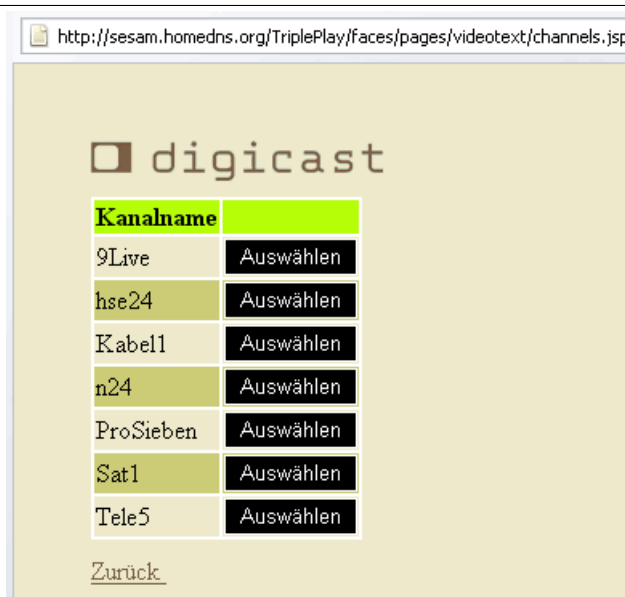 http://sesam.homedns.org/TriplePlay/faces/pages/videotext/channels.jsp
digicast
Kanalname
9Live Auswählen
hse24 Auswählen
Kabel1 Auswählen
n24 Auswählen
ProSieben Auswählen
Sat1 Auswählen
Tele5 Auswählen
Zurück